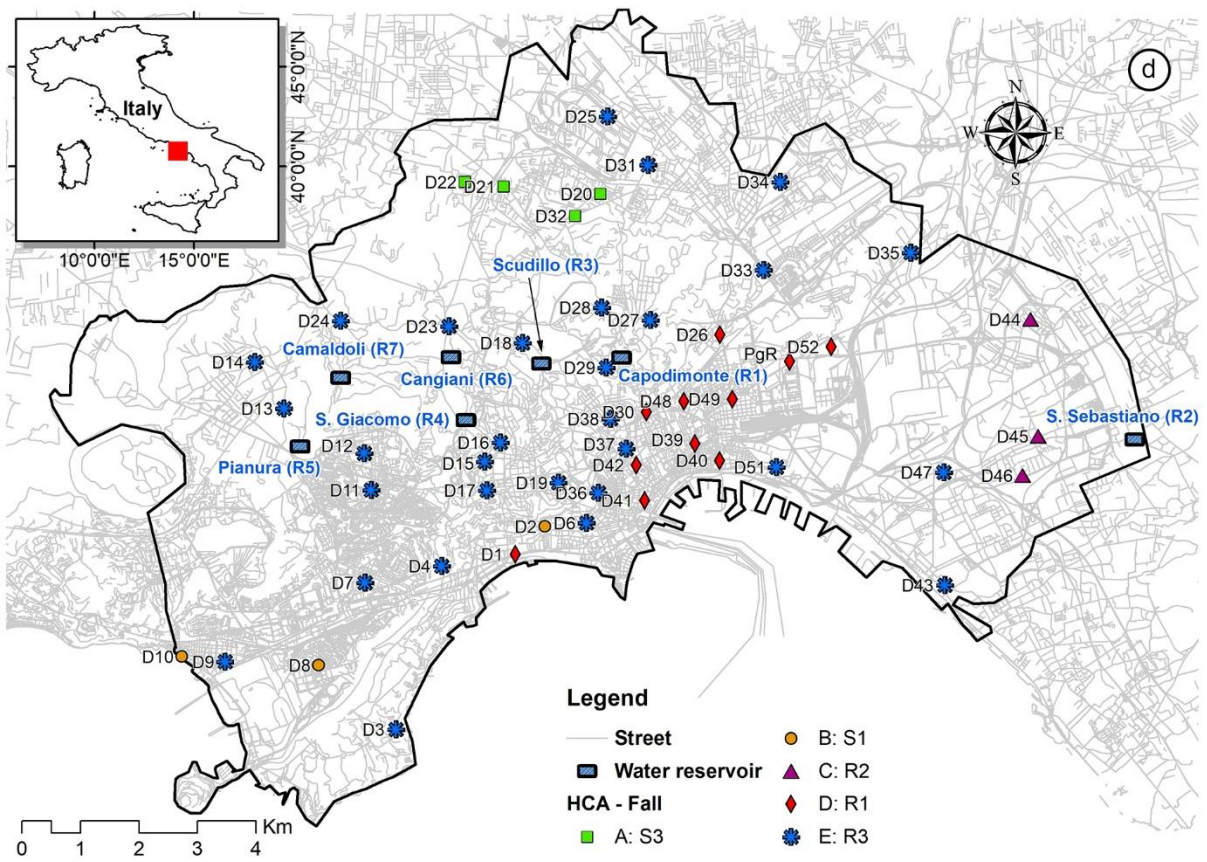 Italy
45°0'0"N
40°0'0"N
10°0'0"E
15°0'0"E
d
N
W
E
S
D25
D31
D22
D21
D20
D34
D32
D35
Scudillo (R3)
D33
D28
D24
D23
D27
D44
D18
D26
Camaldoli (R7)
PgR
D52
D14
D29
Cangiani (R6)
Capodimonte (R1)
D48
D49
D13
D30
S. Giacomo (R4)
D38
S. Sebastiano (R2)
D16
D39
D45
D12
D37
Pianura (R5)
D15
D42
D40
D51
D47
D46
D19
D11
D17
D36
D41
D2
D6
D1
D4
D7
D43
D10
D9
D8
D3
Legend
Street
Water reservoir
HCA - Fall
A: S3
B: S1
C: R2
D: R1
E: R3
Km
0 1 2 3 4